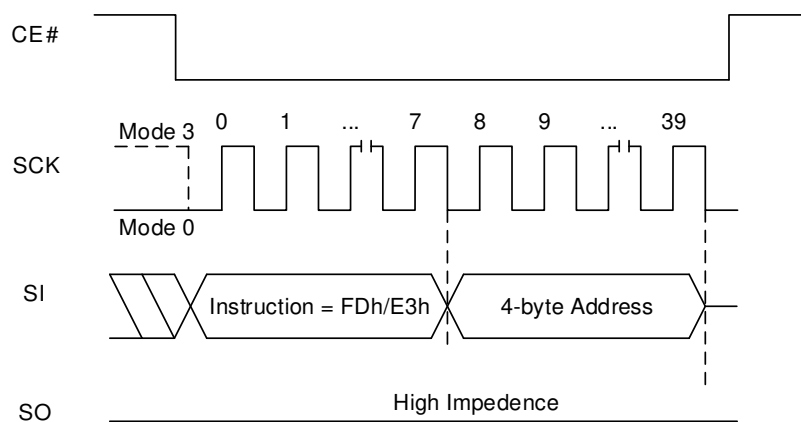 CE#
0 1 ... 7 8 9 ... 39
Mode 3
SCK
Mode 0
SI
Instruction = FDh/E3h
4-byte Address
High Impedence
SO